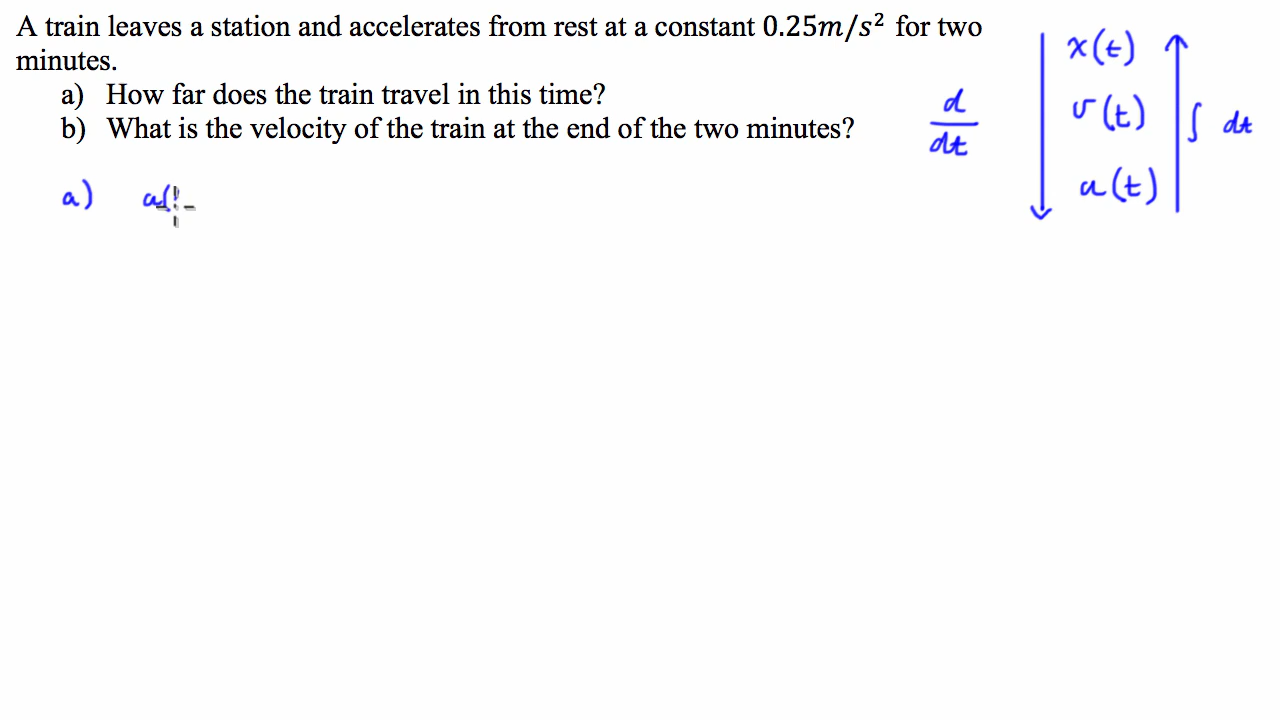 A train leaves a station and accelerates from rest at a constant 0.25m/s² for two
minutes.
a) How far does the train travel in this time?
b) What is the velocity of the train at the end of the two minutes?
d/dt
x(t)
v(t)
a(t)
∫ dt
a) a(